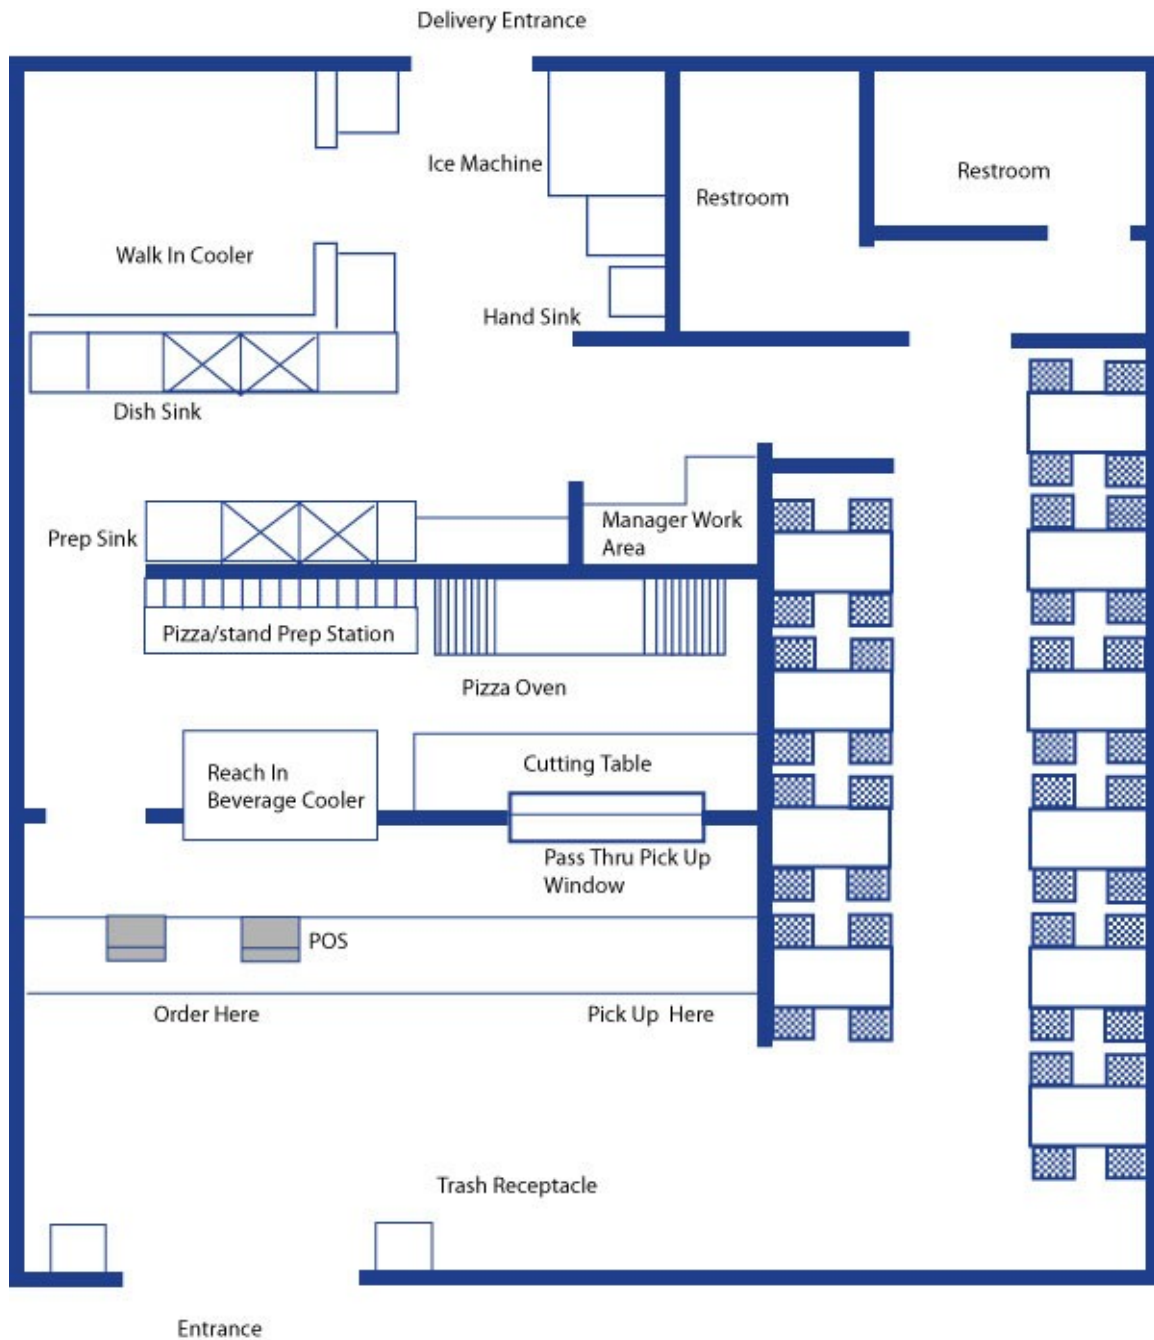 Delivery Entrance
Ice Machine
Restroom
Restroom
Walk In Cooler
Hand Sink
Dish Sink
Prep Sink
Manager Work
Area
Pizza/stand Prep Station
Pizza Oven
Reach In
Beverage Cooler
Cutting Table
Pass Thru Pick Up
Window
POS
Order Here
Pick Up Here
Trash Receptacle
Entrance